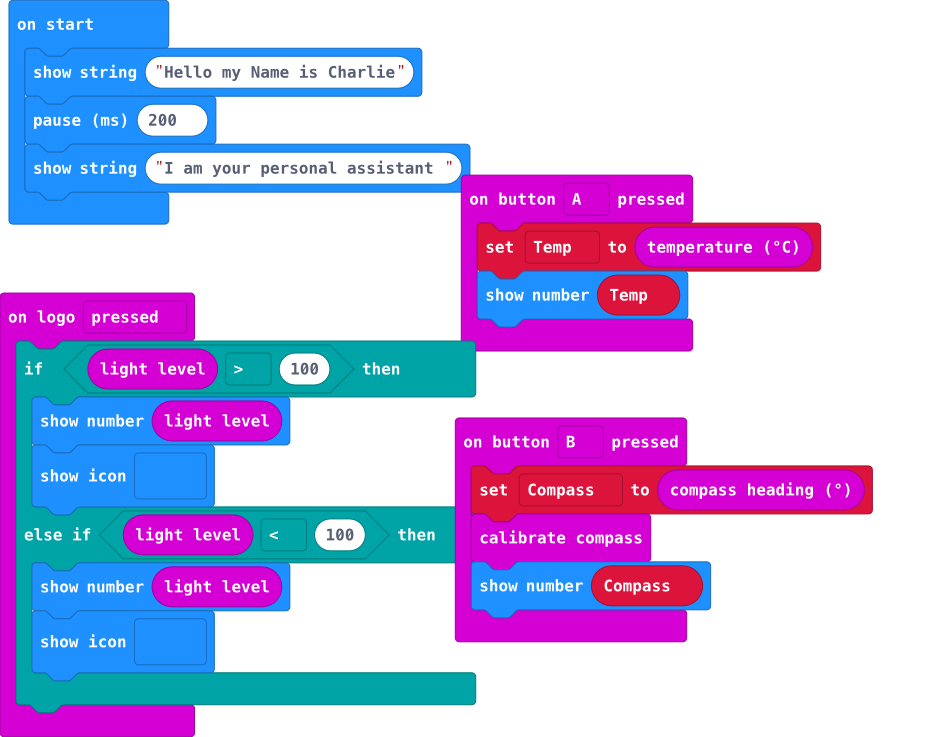 on start
show string "Hello my Name is Charlie"
pause (ms) 200
show string "I am your personal assistant "
on button A pressed
set Temp to temperature (°C)
show number Temp
on logo pressed
if light level > 100 then
show number light level
show icon
else if light level < 100 then
show number light level
show icon
on button B pressed
set Compass to compass heading (°)
calibrate compass
show number Compass